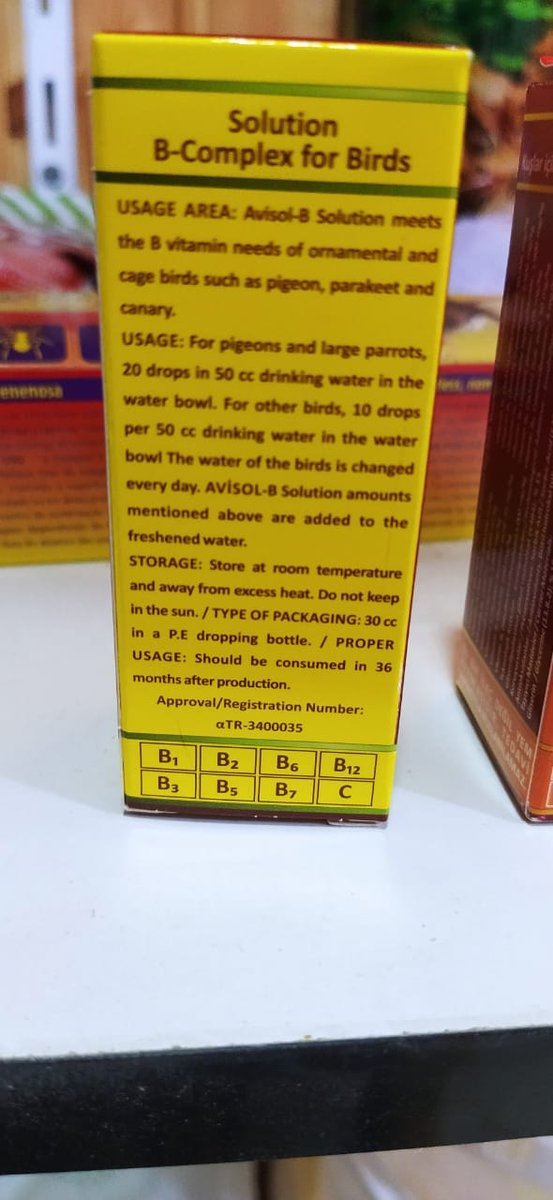 Solution
B-Complex for Birds
USAGE AREA: Avisol-B Solution meets
the B vitamin needs of ornamental and
cage birds such as pigeon, parakeet and
canary.
USAGE: For pigeons and large parrots,
20 drops in 50 cc drinking water in the
water bowl. For other birds, 10 drops
per 50 cc drinking water in the water
bowl The water of the birds is changed
every day. AVİSOL-B Solution amounts
mentioned above are added to the
freshened water.
STORAGE: Store at room temperature
and away from excess heat. Do not keep
in the sun. / TYPE OF PACKAGING: 30 cc
in a P.E dropping bottle. / PROPER
USAGE: Should be consumed in 36
months after production.
Approval/Registration Number:
αTR-3400035
B₁ B₂ B₆ B₁₂
B₃ B₅ B₇ C
enenosa